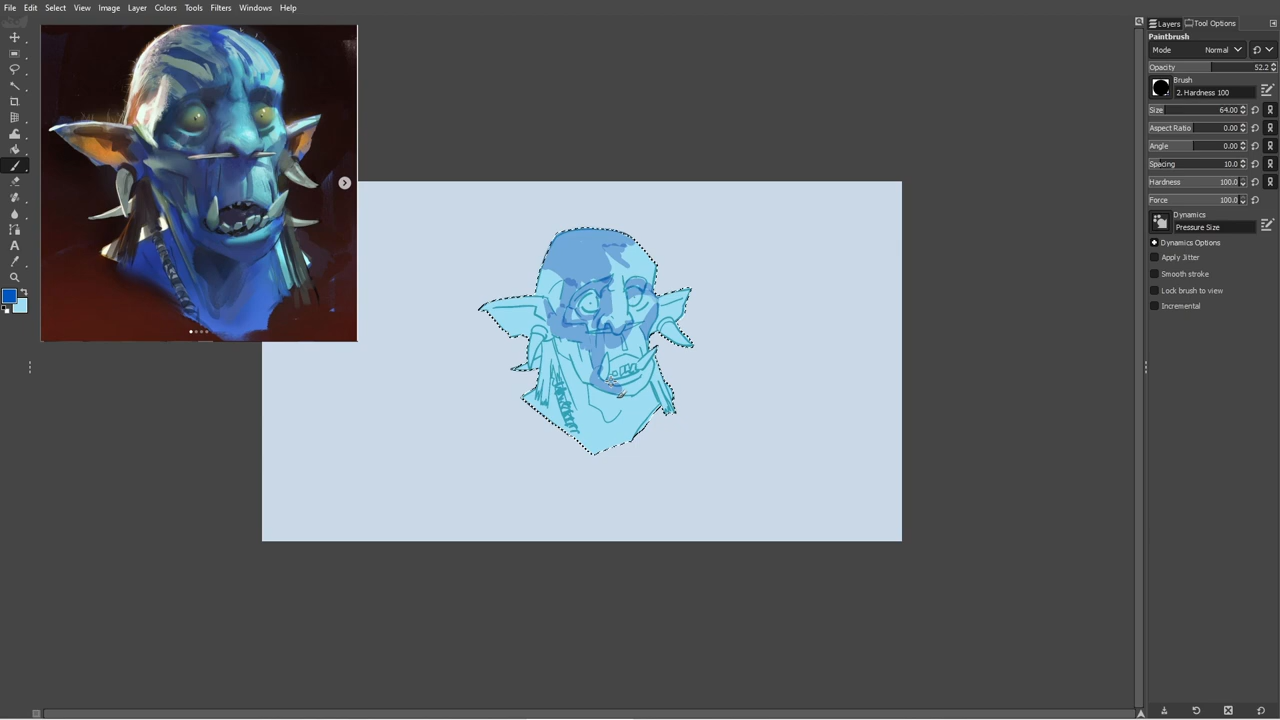 File Edit Select View Image Layer Colors Tools Filters Windows Help
Layers Tool Options
Paintbrush
Mode Normal
Opacity 52.2
Brush
2. Hardness 100
Size 64.00
Aspect Ratio 0.00
Angle 0.00
Spacing 10.0
Hardness 100.0
Force 100.0
Dynamics
Pressure Size
Dynamics Options
Apply Jitter
Smooth stroke
Lock brush to view
Incremental